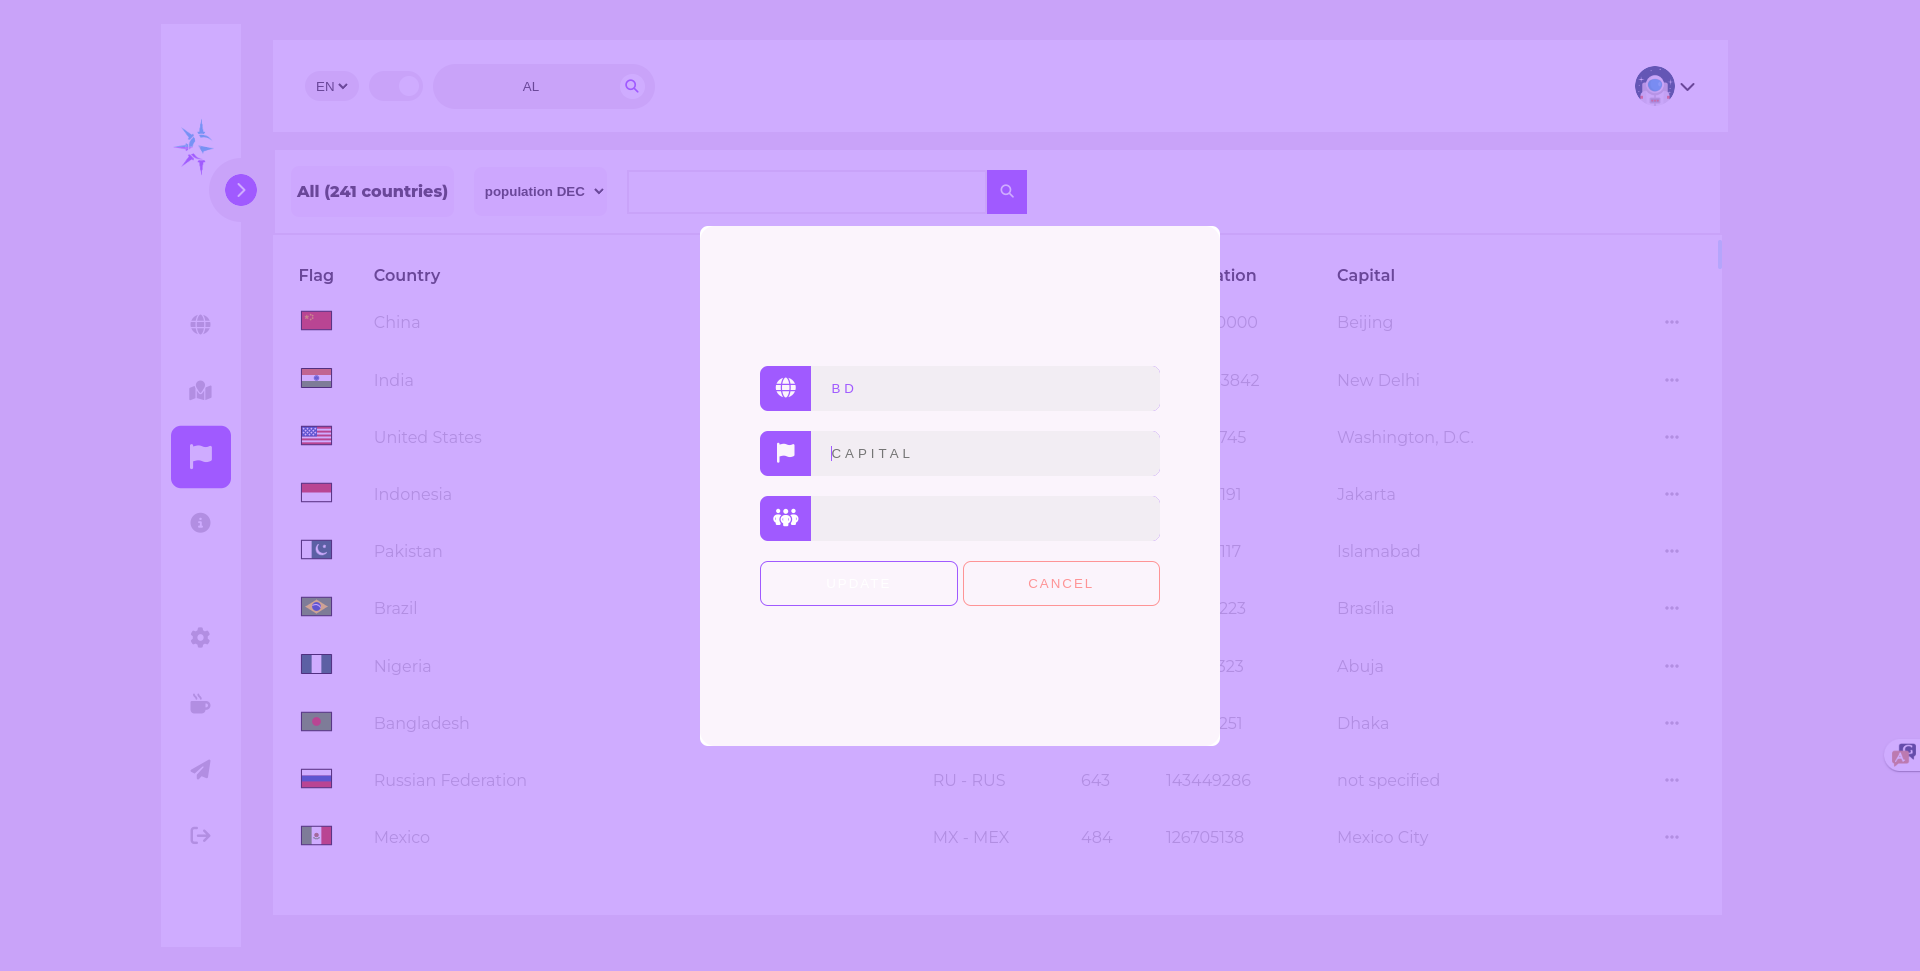 EN AL
All (241 countries) population DEC
Flag Country ation Capital
China 0000 Beijing
India 3842 New Delhi
United States 745 Washington, D.C.
Indonesia 191 Jakarta
Pakistan 117 Islamabad
Brazil 223 Brasília
Nigeria 323 Abuja
Bangladesh 251 Dhaka
Russian Federation RU - RUS 643 143449286 not specified
Mexico MX - MEX 484 126705138 Mexico City
BD
CAPITAL
UPDATE CANCEL